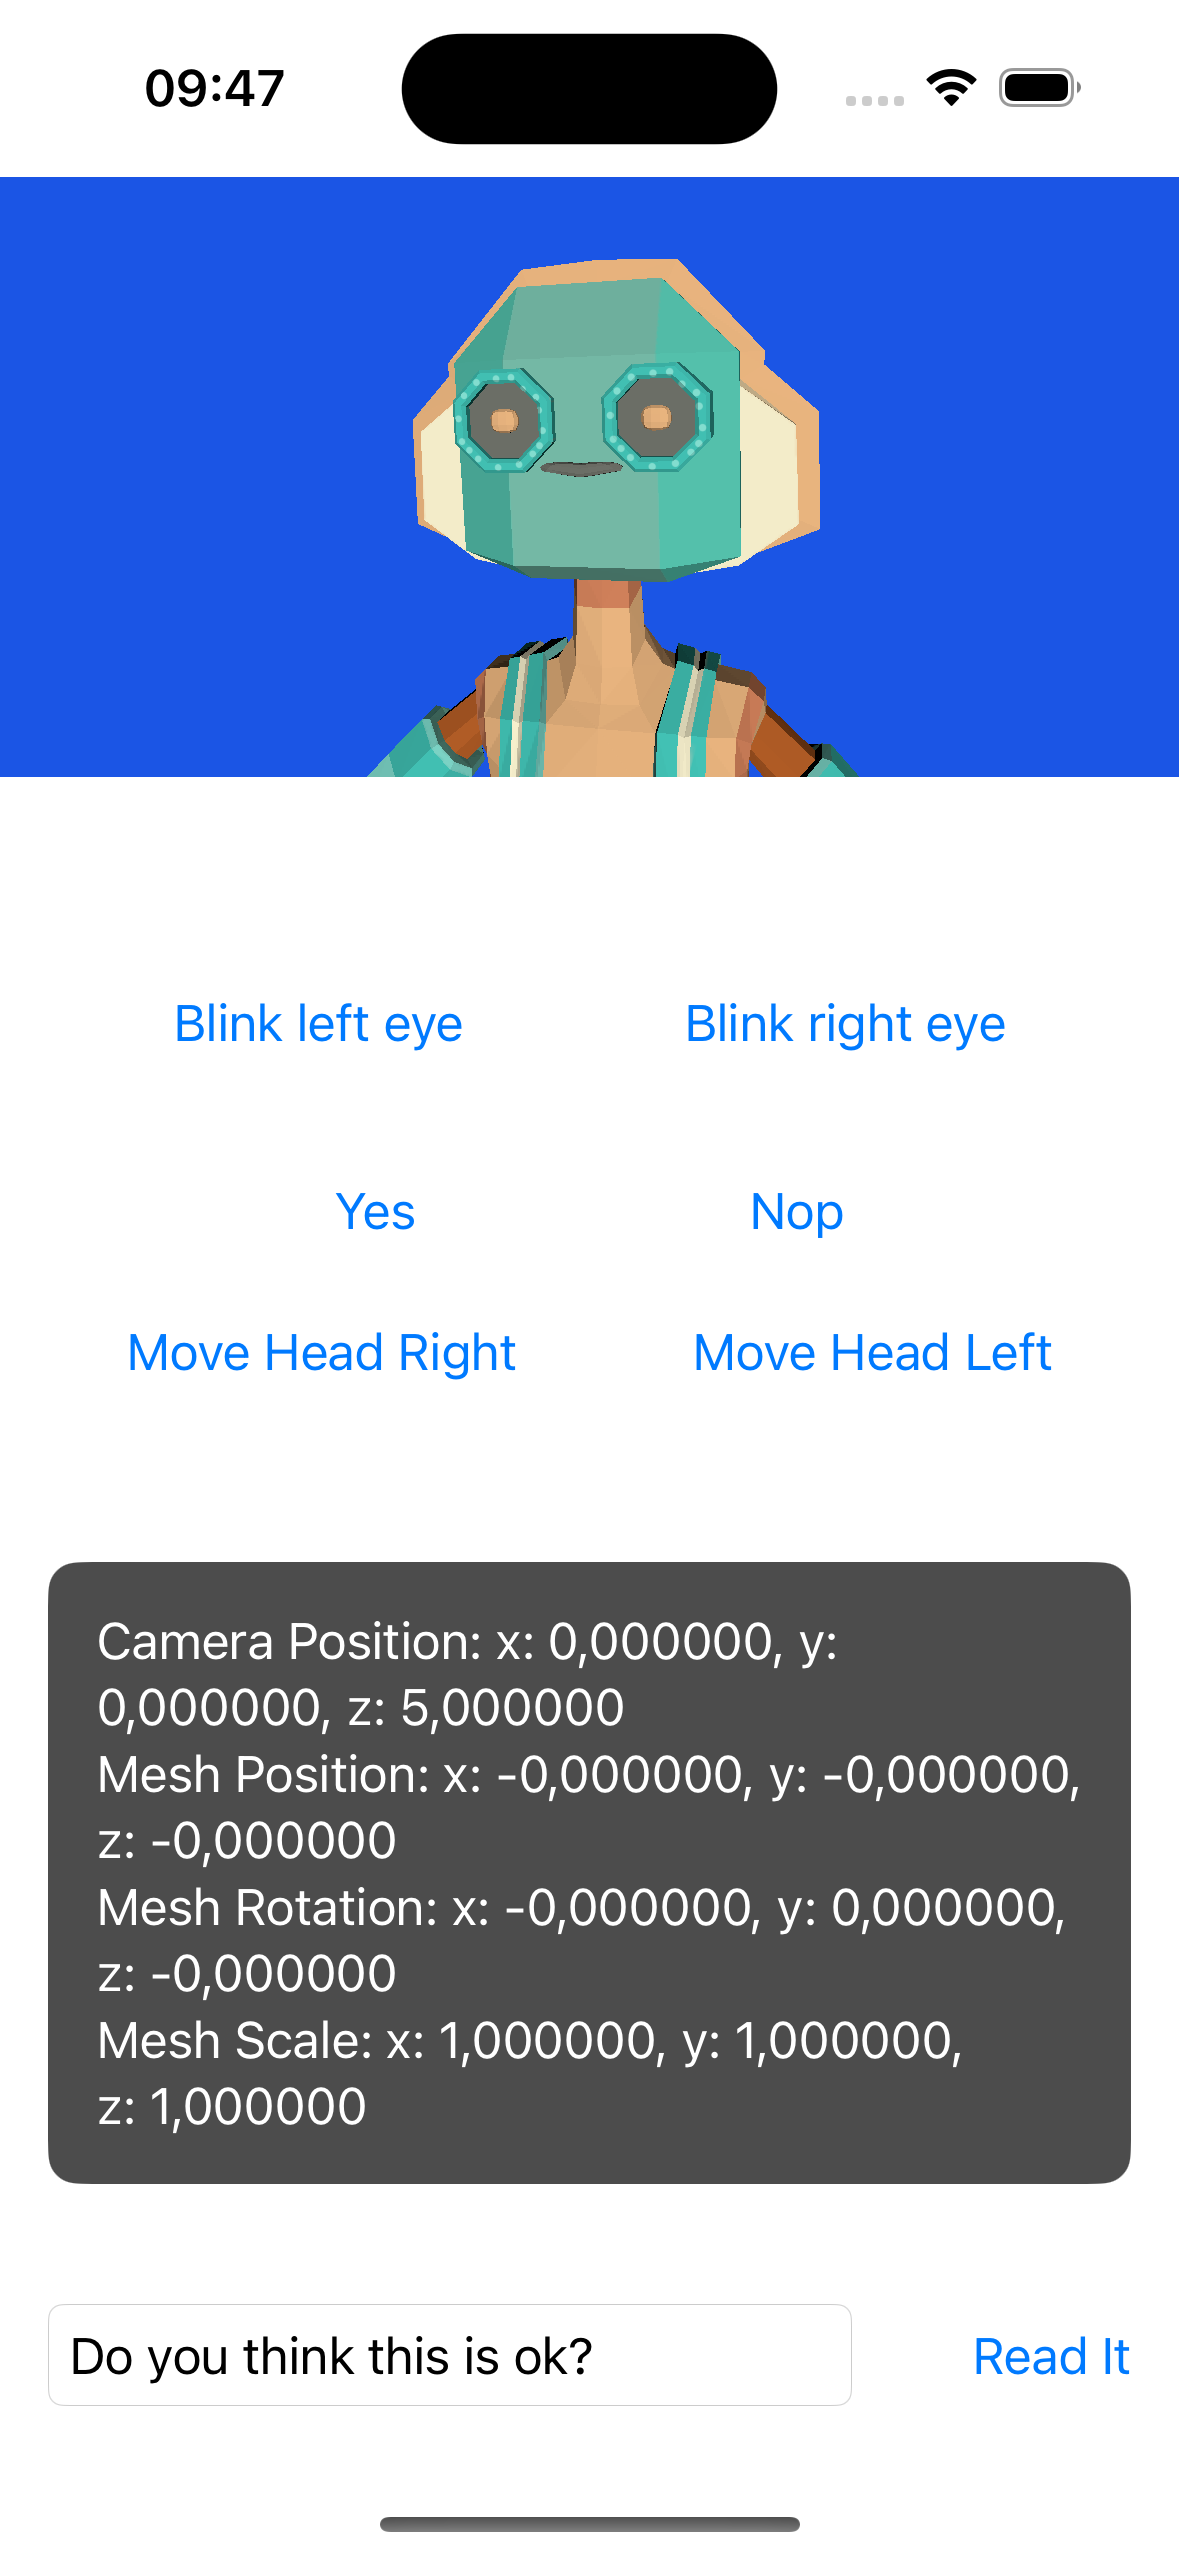 09:47
Blink left eye
Blink right eye
Yes
Nop
Move Head Right
Move Head Left
Camera Position: x: 0,000000, y:
0,000000, z: 5,000000
Mesh Position: x: -0,000000, y: -0,000000,
z: -0,000000
Mesh Rotation: x: -0,000000, y: 0,000000,
z: -0,000000
Mesh Scale: x: 1,000000, y: 1,000000,
z: 1,000000
Do you think this is ok?
Read It